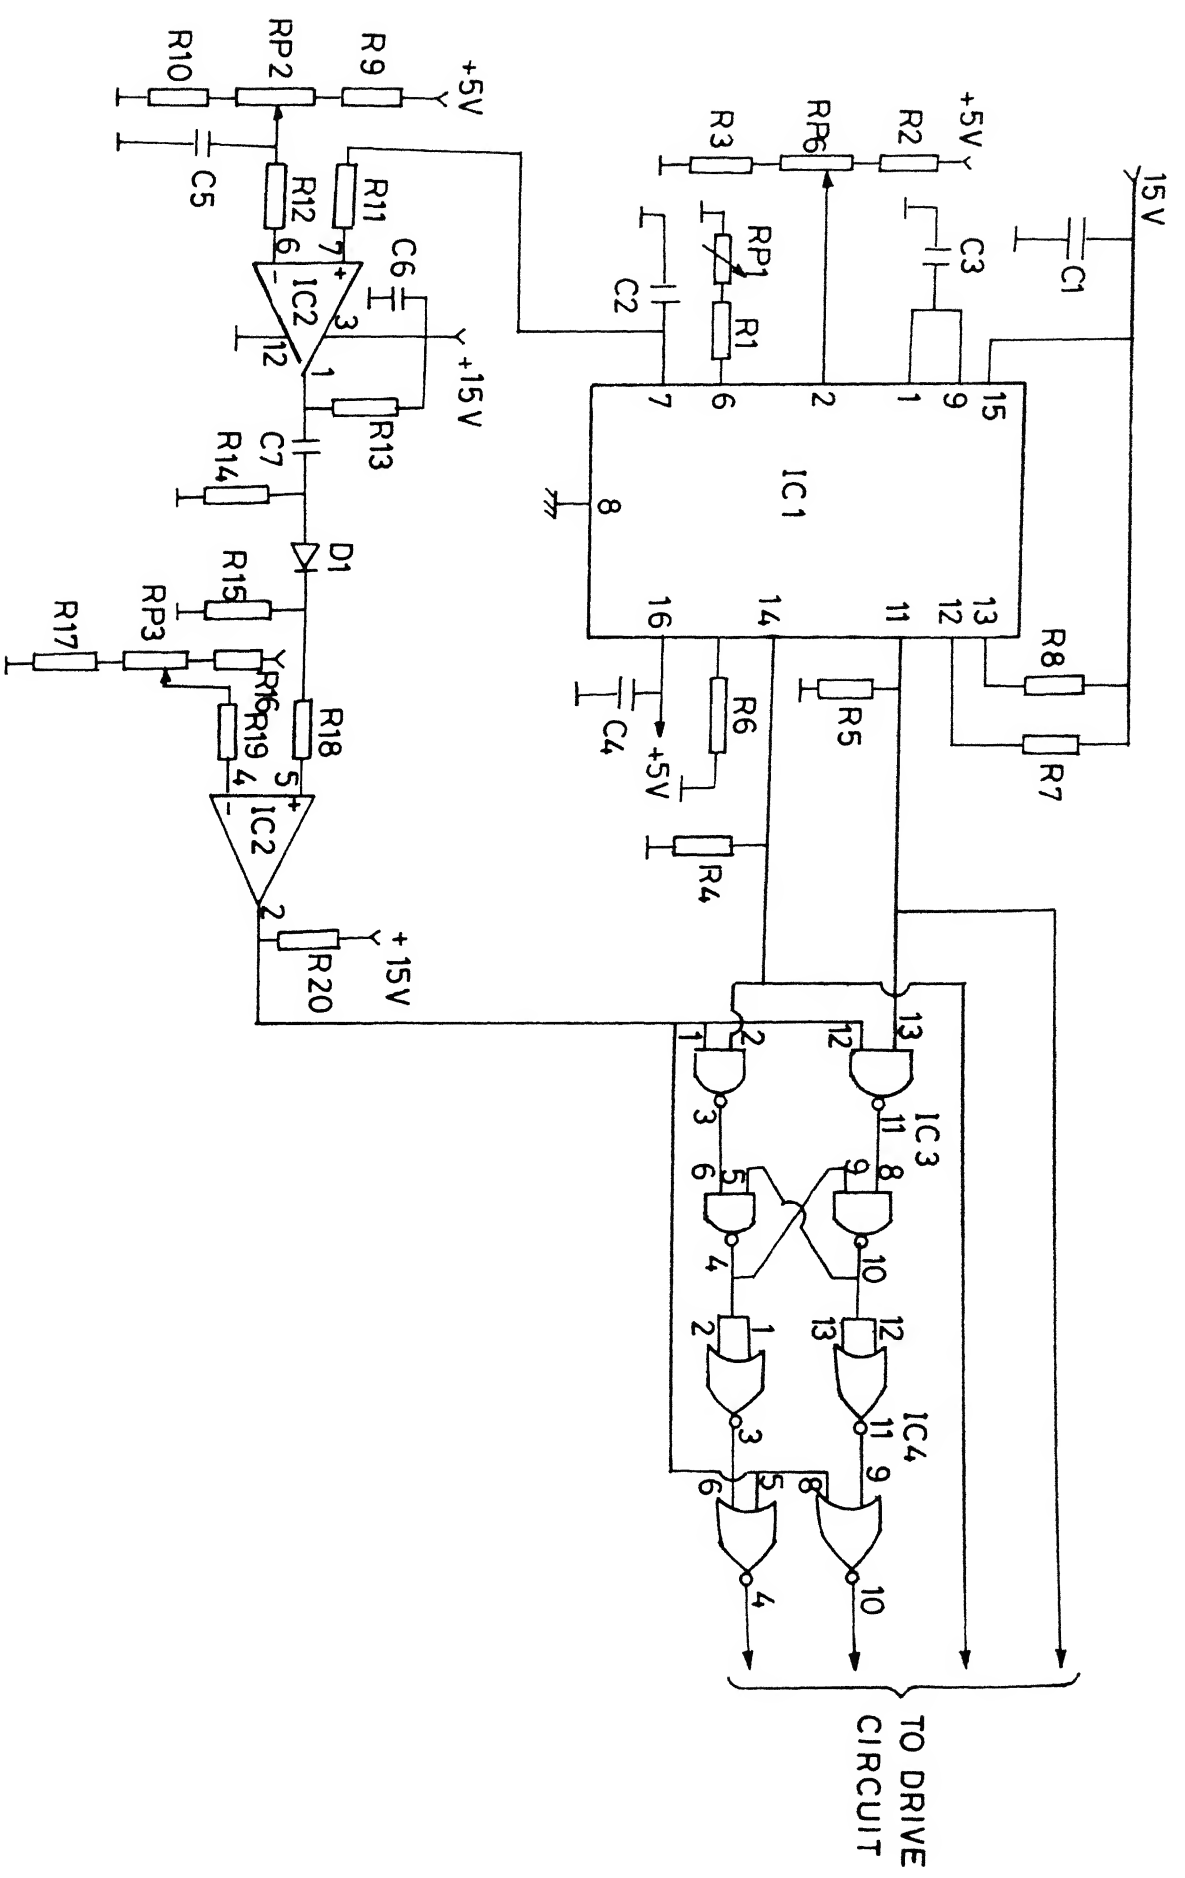 15V
C1
+5V
R2
RP6
R3
C3
RP1
R1
C2
15
9
1
2
6
7
IC1
8
13
12
11
14
16
R8
R7
R5
R6
C4
+5V
R4
+5V
R9
RP2
R10
C5
R11
R12
7
6
+
-
IC2
3
12
1
C6
+15V
R13
C7
R14
D1
R15
R16
RP3
R17
R18
R19
5
4
+
-
IC2
2
R20
+15V
13
12
11
IC3
2
1
3
8
9
10
5
6
4
12
13
11
IC4
1
2
3
9
8
10
5
6
4
TO DRIVE
CIRCUIT